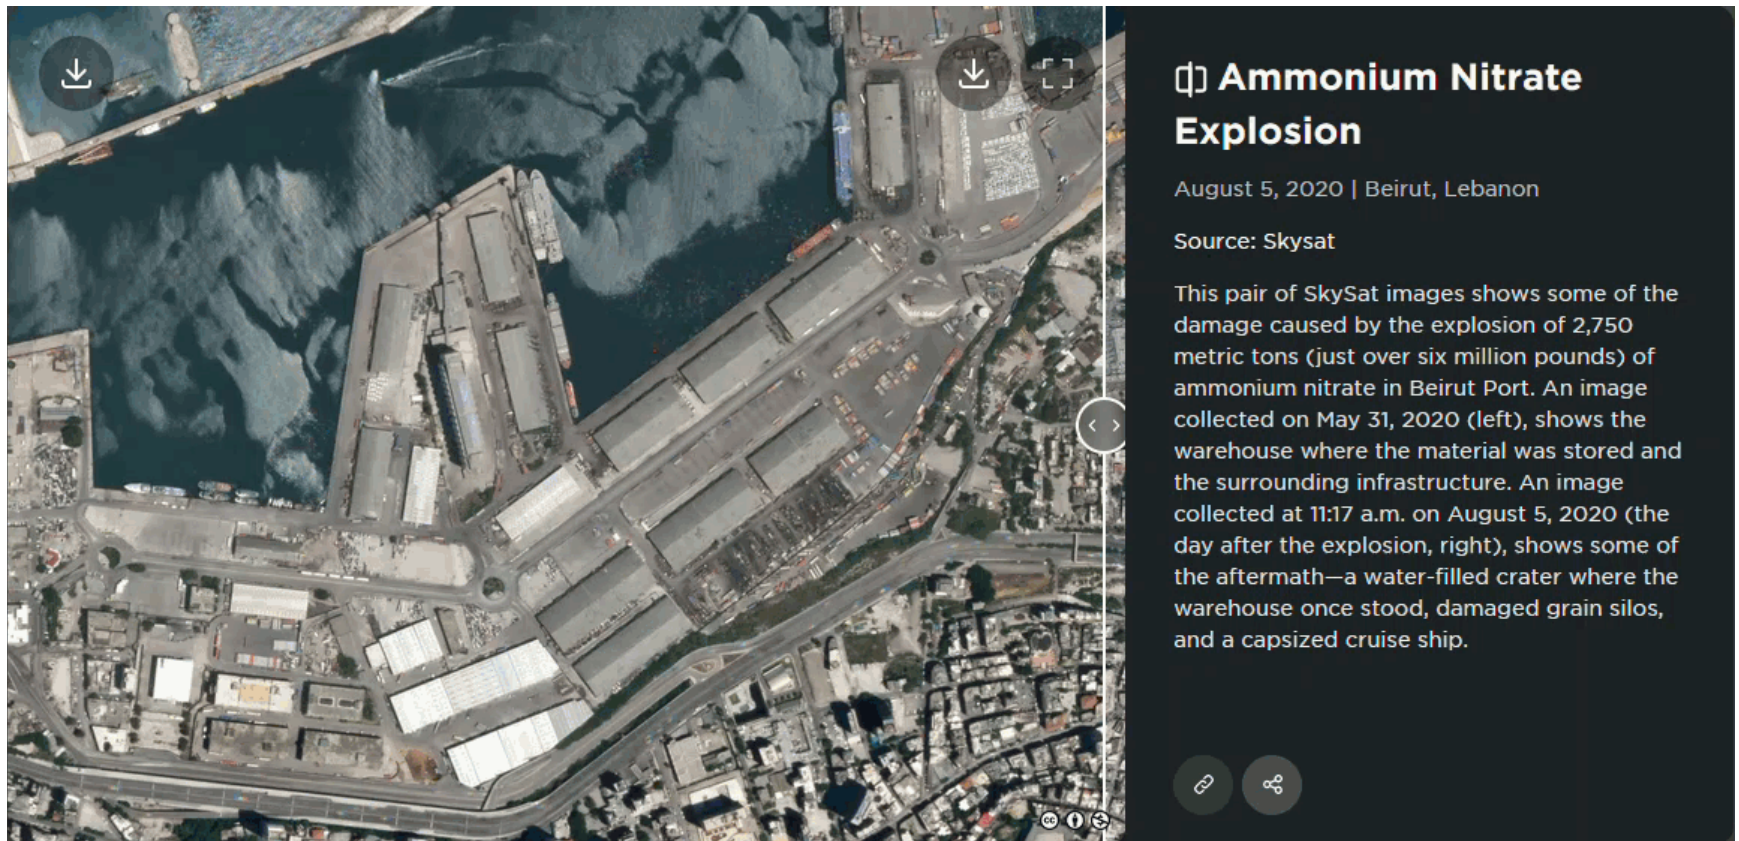 Ammonium Nitrate
Explosion
August 5, 2020 | Beirut, Lebanon
Source: Skysat
This pair of SkySat images shows some of the
damage caused by the explosion of 2,750
metric tons (just over six million pounds) of
ammonium nitrate in Beirut Port. An image
collected on May 31, 2020 (left), shows the
warehouse where the material was stored and
the surrounding infrastructure. An image
collected at 11:17 a.m. on August 5, 2020 (the
day after the explosion, right), shows some of
the aftermath—a water-filled crater where the
warehouse once stood, damaged grain silos,
and a capsized cruise ship.
cc